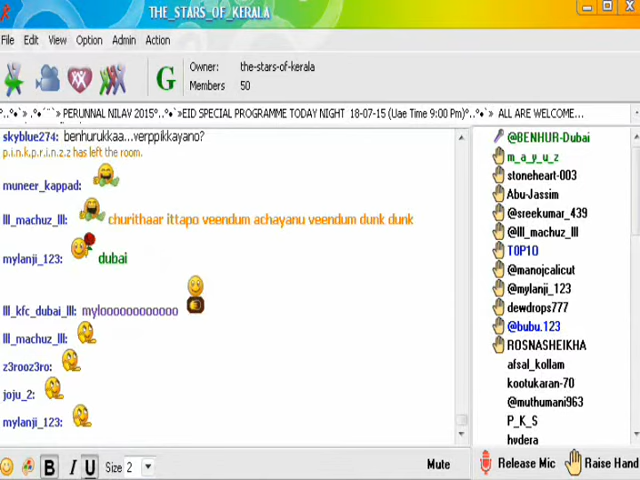 THE_STARS_OF_KERALA
File Edit View Option Admin Action
Owner: the-stars-of-kerala
Members 50
°..°•`» .°•´¨`•» PERUNNAL NILAV 2015°..°•`»EID SPECIAL PROGRAMME TODAY NIGHT 18-07-15 (Uae Time 9:00 Pm)°..°•`» ALL ARE WELCOME...
skyblue274: benhurukkaa...verppikkayano?
p.i.n.k.p.r.i.n.z.z has left the room.
muneer_kappad:
lll_machuz_lll: churithaar ittapo veendum achayanu veendum dunk dunk
mylanji_123: dubai
lll_kfc_dubai_lll: myloooooooooooo
lll_machuz_lll:
z3rooz3ro:
joju_2:
mylanji_123:
@BENHUR-Dubai
m_a_y_u_z
stoneheart-003
Abu-Jassim
@sreekumar_439
@lll_machuz_lll
T0P10
@manojcalicut
@mylanji_123
dewdrops777
@bubu.123
ROSNASHEIKHA
afsal_kollam
kootukaran-70
@muthumani963
P_K_S
hydera
B I U Size 2 Mute Release Mic Raise Hand